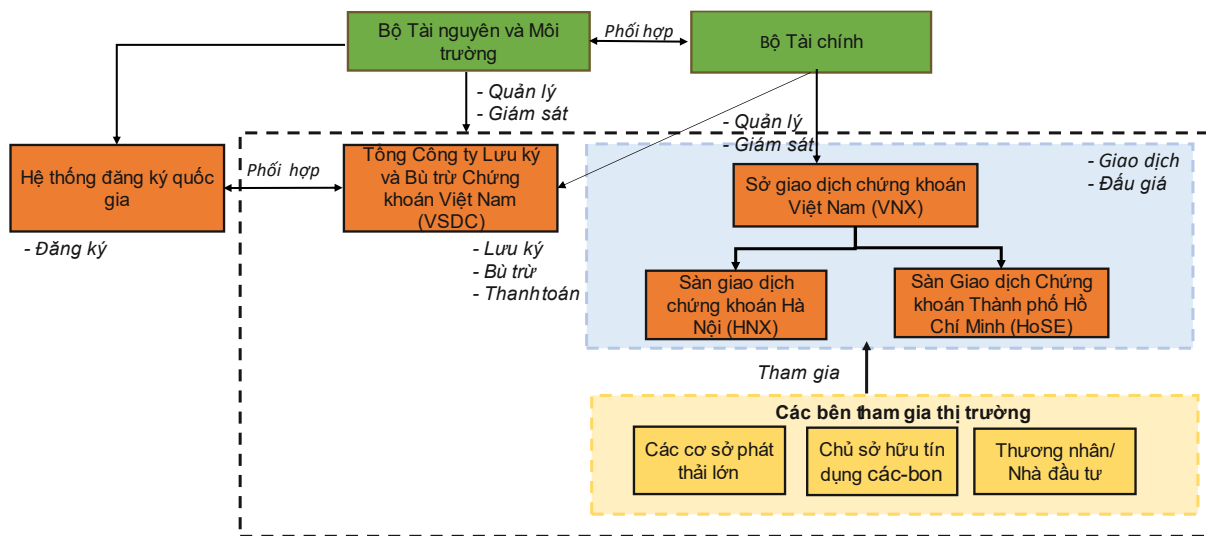 Bộ Tài nguyên và Môi
trường
Phối hợp
Bộ Tài chính
- Quản lý
- Giám sát
- Quản lý
- Giám sát
Hệ thống đăng ký quốc
gia
- Đăng ký
Phối hợp
Tổng Công ty Lưu ký
và Bù trừ Chứng
khoán Việt Nam
(VSDC)
- Lưu ký
- Bù trừ
- Thanh toán
Sở giao dịch chứng khoán
Việt Nam (VNX)
- Giao dịch
- Đấu giá
Sàn giao dịch
chứng khoán Hà
Nội (HNX)
Sàn Giao dịch Chứng
khoán Thành phố Hồ
Chí Minh (HoSE)
Tham gia
Các bên tham gia thị trường
Các cơ sở phát
thải lớn
Chủ sở hữu tín
dụng các-bon
Thương nhân/
Nhà đầu tư